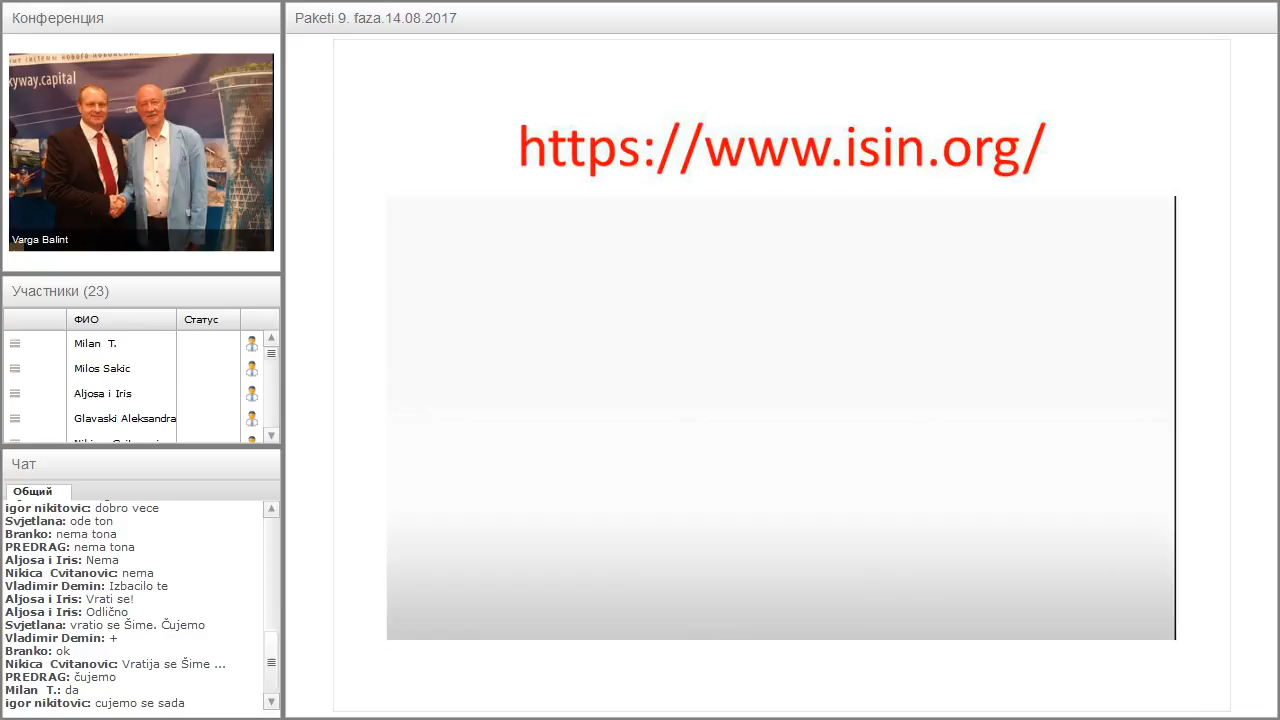 Конференция
kyway.capital
Varga Balint
Участники (23)
ФИО
Статус
Milan T.
Milos Sakic
Aljosa i Iris
Glavaski Aleksandra
Чат
Общий
igor nikitovic: dobro vece
Svjetlana: ode ton
Branko: nema tona
PREDRAG: nema tona
Aljosa i Iris: Nema
Nikica Cvitanovic: nema
Vladimir Demin: Izbacilo te
Aljosa i Iris: Vrati se!
Aljosa i Iris: Odlično
Svjetlana: vratio se Šime. Čujemo
Vladimir Demin: +
Branko: ok
Nikica Cvitanovic: Vratija se Šime ...
PREDRAG: čujemo
Milan T.: da
igor nikitovic: cujemo se sada
Paketi 9. faza.14.08.2017
https://www.isin.org/